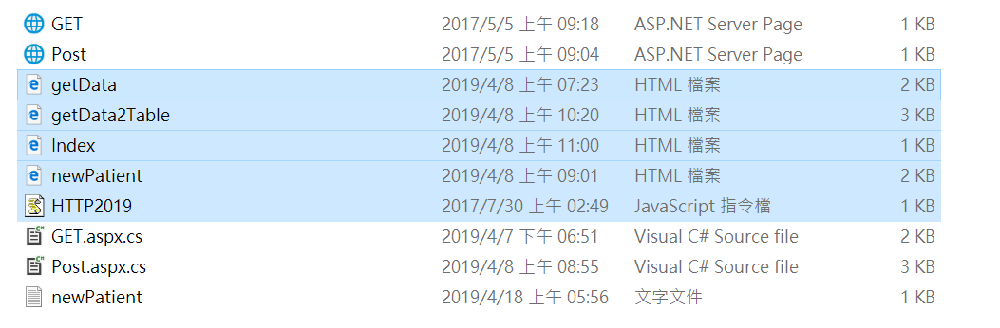 GET 2017/5/5 上午 09:18 ASP.NET Server Page 1 KB
Post 2017/5/5 上午 09:04 ASP.NET Server Page 1 KB
getData 2019/4/8 上午 07:23 HTML 檔案 2 KB
getData2Table 2019/4/8 上午 10:20 HTML 檔案 3 KB
Index 2019/4/8 上午 11:00 HTML 檔案 1 KB
newPatient 2019/4/8 上午 09:01 HTML 檔案 2 KB
HTTP2019 2017/7/30 上午 02:49 JavaScript 指令檔 1 KB
GET.aspx.cs 2019/4/7 下午 06:51 Visual C# Source file 2 KB
Post.aspx.cs 2019/4/8 上午 08:55 Visual C# Source file 3 KB
newPatient 2019/4/18 上午 05:56 文字文件 1 KB